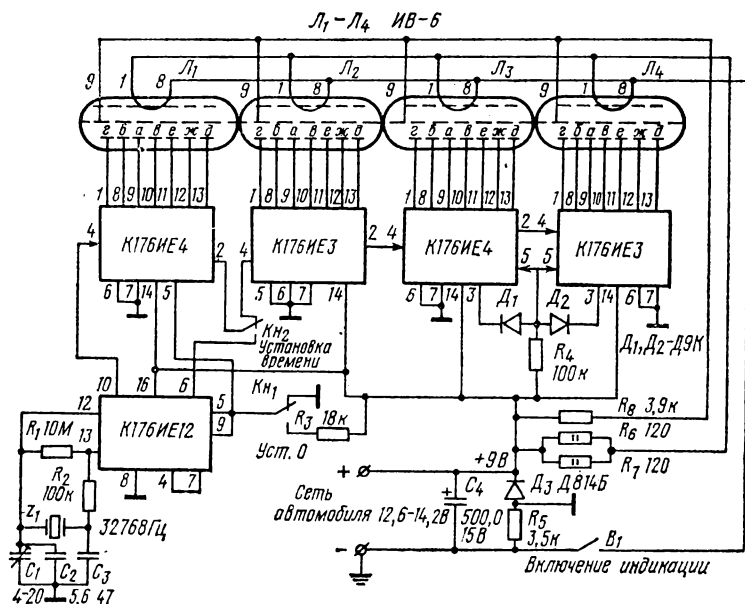 Л₁-Л₄ ИВ-6
9 1 8 Л₁ 9 1 8 Л₂ 9 1 8 Л₃ 9 1 8 Л₄
г б а в е ж д г б а в е ж д г б а в е ж д г б а в е ж д
1 8 9 10 11 12 13 1 8 9 10 11 12 13 1 8 9 10 11 12 13 1 8 9 10 11 12 13
4 К176ИЕ4 2 4 К176ИЕ3 2 4 К176ИЕ4 2 4 К176ИЕ3
5 5
6 7 14 5 5 6 7 14 6 7 14 3 3 14 6 7
Д₁ Д₂
Кн₂
Установка
времени
R₄
100к
Д₁,Д₂-Д9К
10 16 6
12 К176ИЕ12 5
13 9
8 4 7
R₁ 10М
Кн₁
R₃ 18к
Уст. 0
R₈ 3,9к
R₆ 120
R₇ 120
R₂
100к
+ +9В
Сеть
автомобиля 12,6-14,2В
-
+ C₄
500,0
15В
Д₃ Д814Б
R₅
3,5к
В₁
Включение индикации
Z₁ 32768Гц
C₁ C₂ C₃
4-20 5,6 47